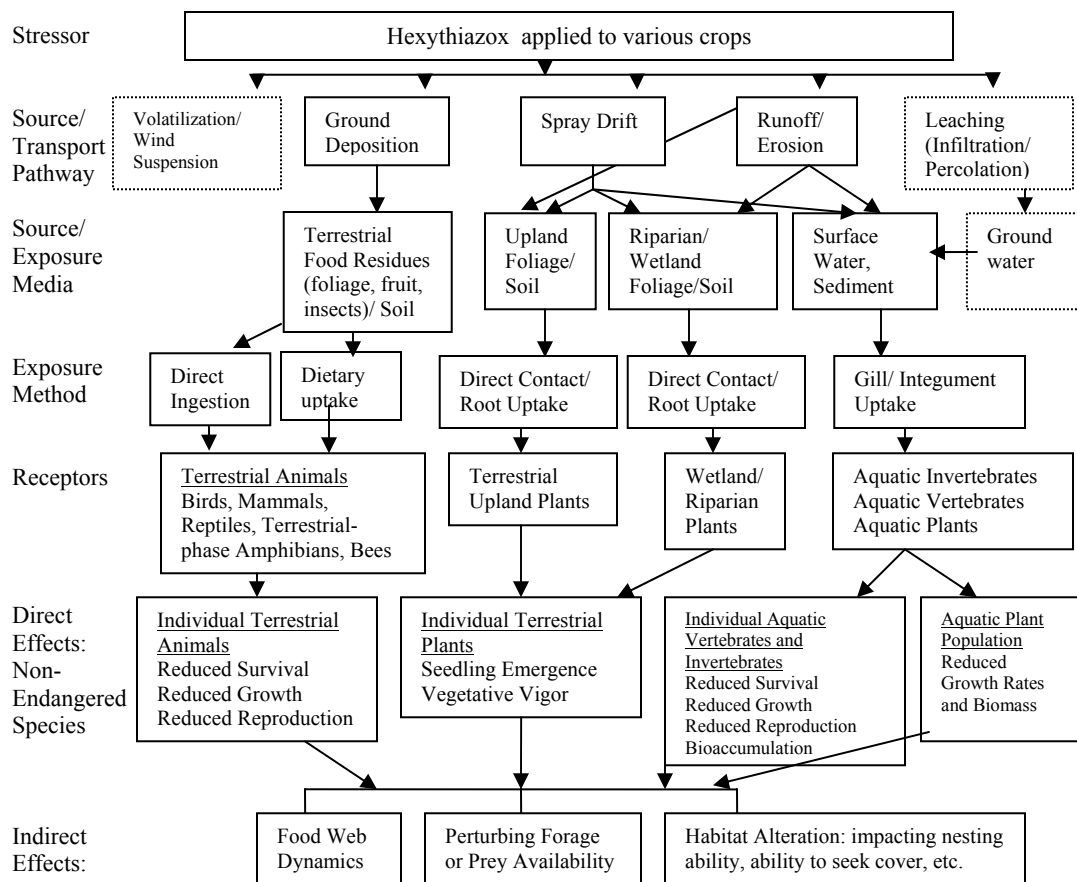 Stressor
Hexythiazox applied to various crops
Source/
Transport
Pathway
Volatilization/
Wind
Suspension
Ground
Deposition
Spray Drift
Runoff/
Erosion
Leaching
(Infiltration/
Percolation)
Source/
Exposure
Media
Terrestrial
Food Residues
(foliage, fruit,
insects)/ Soil
Upland
Foliage/
Soil
Riparian/
Wetland
Foliage/Soil
Surface
Water,
Sediment
Ground
water
Exposure
Method
Direct
Ingestion
Dietary
uptake
Direct Contact/
Root Uptake
Direct Contact/
Root Uptake
Gill/ Integument
Uptake
Receptors
Terrestrial Animals
Birds, Mammals,
Reptiles, Terrestrial-
phase Amphibians, Bees
Terrestrial
Upland Plants
Wetland/
Riparian
Plants
Aquatic Invertebrates
Aquatic Vertebrates
Aquatic Plants
Direct
Effects:
Non-
Endangered
Species
Individual Terrestrial
Animals
Reduced Survival
Reduced Growth
Reduced Reproduction
Individual Terrestrial
Plants
Seedling Emergence
Vegetative Vigor
Individual Aquatic
Vertebrates and
Invertebrates
Reduced Survival
Reduced Growth
Reduced Reproduction
Bioaccumulation
Aquatic Plant
Population
Reduced
Growth Rates
and Biomass
Indirect
Effects:
Food Web
Dynamics
Perturbing Forage
or Prey Availability
Habitat Alteration: impacting nesting
ability, ability to seek cover, etc.